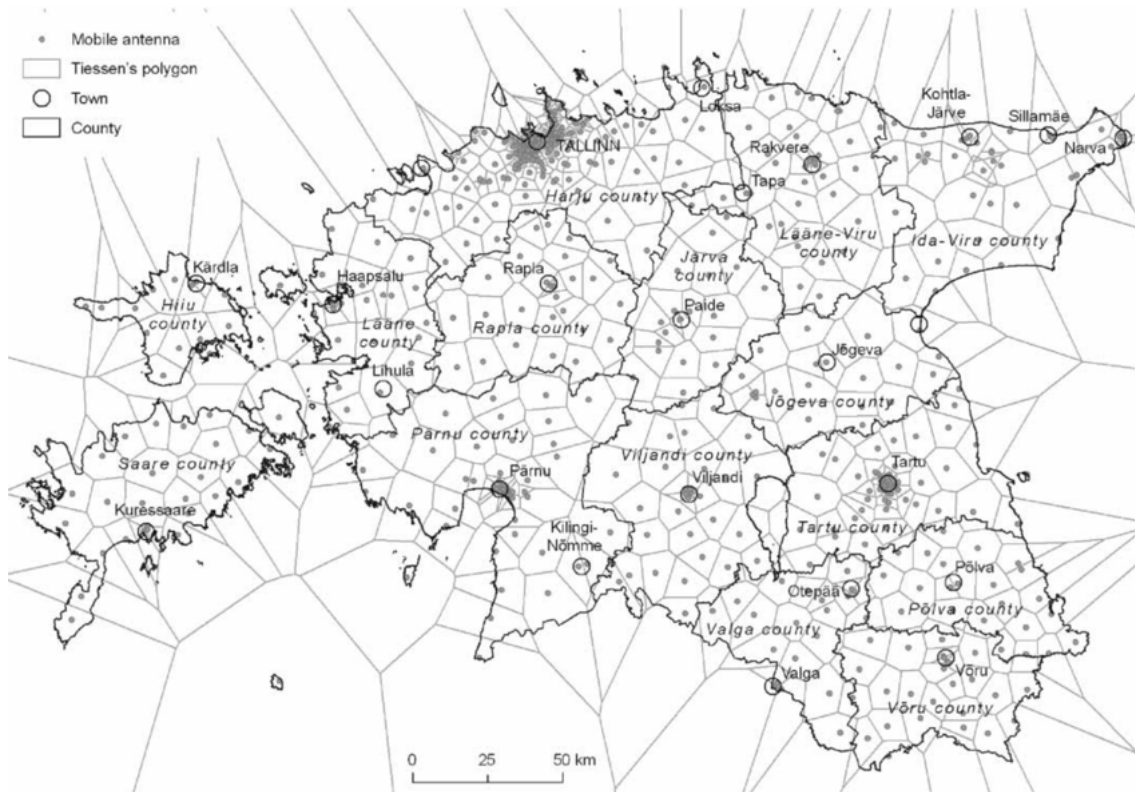 Mobile antenna
Tiessen's polygon
Town
County
Loksa
Kohtla-
Järve
Sillamäe
Narva
TALLINN
Rakvere
Tapa
Harju county
Lääne-Viru
county
Ida-Viru county
Kärdla
Haapsalu
Rapla
Järva
county
Hiiu
county
Lääne
county
Rapla county
Paide
Lihula
Jõgeva
Jõgeva county
Pärnu county
Saare county
Viljandi county
Pärnu
Viljandi
Tartu
Kuressaare
Tartu county
Kilingi-
Nõmme
Otepää
Põlva
Põlva county
Valga county
Valga
Võru
Võru county
0 25 50 km